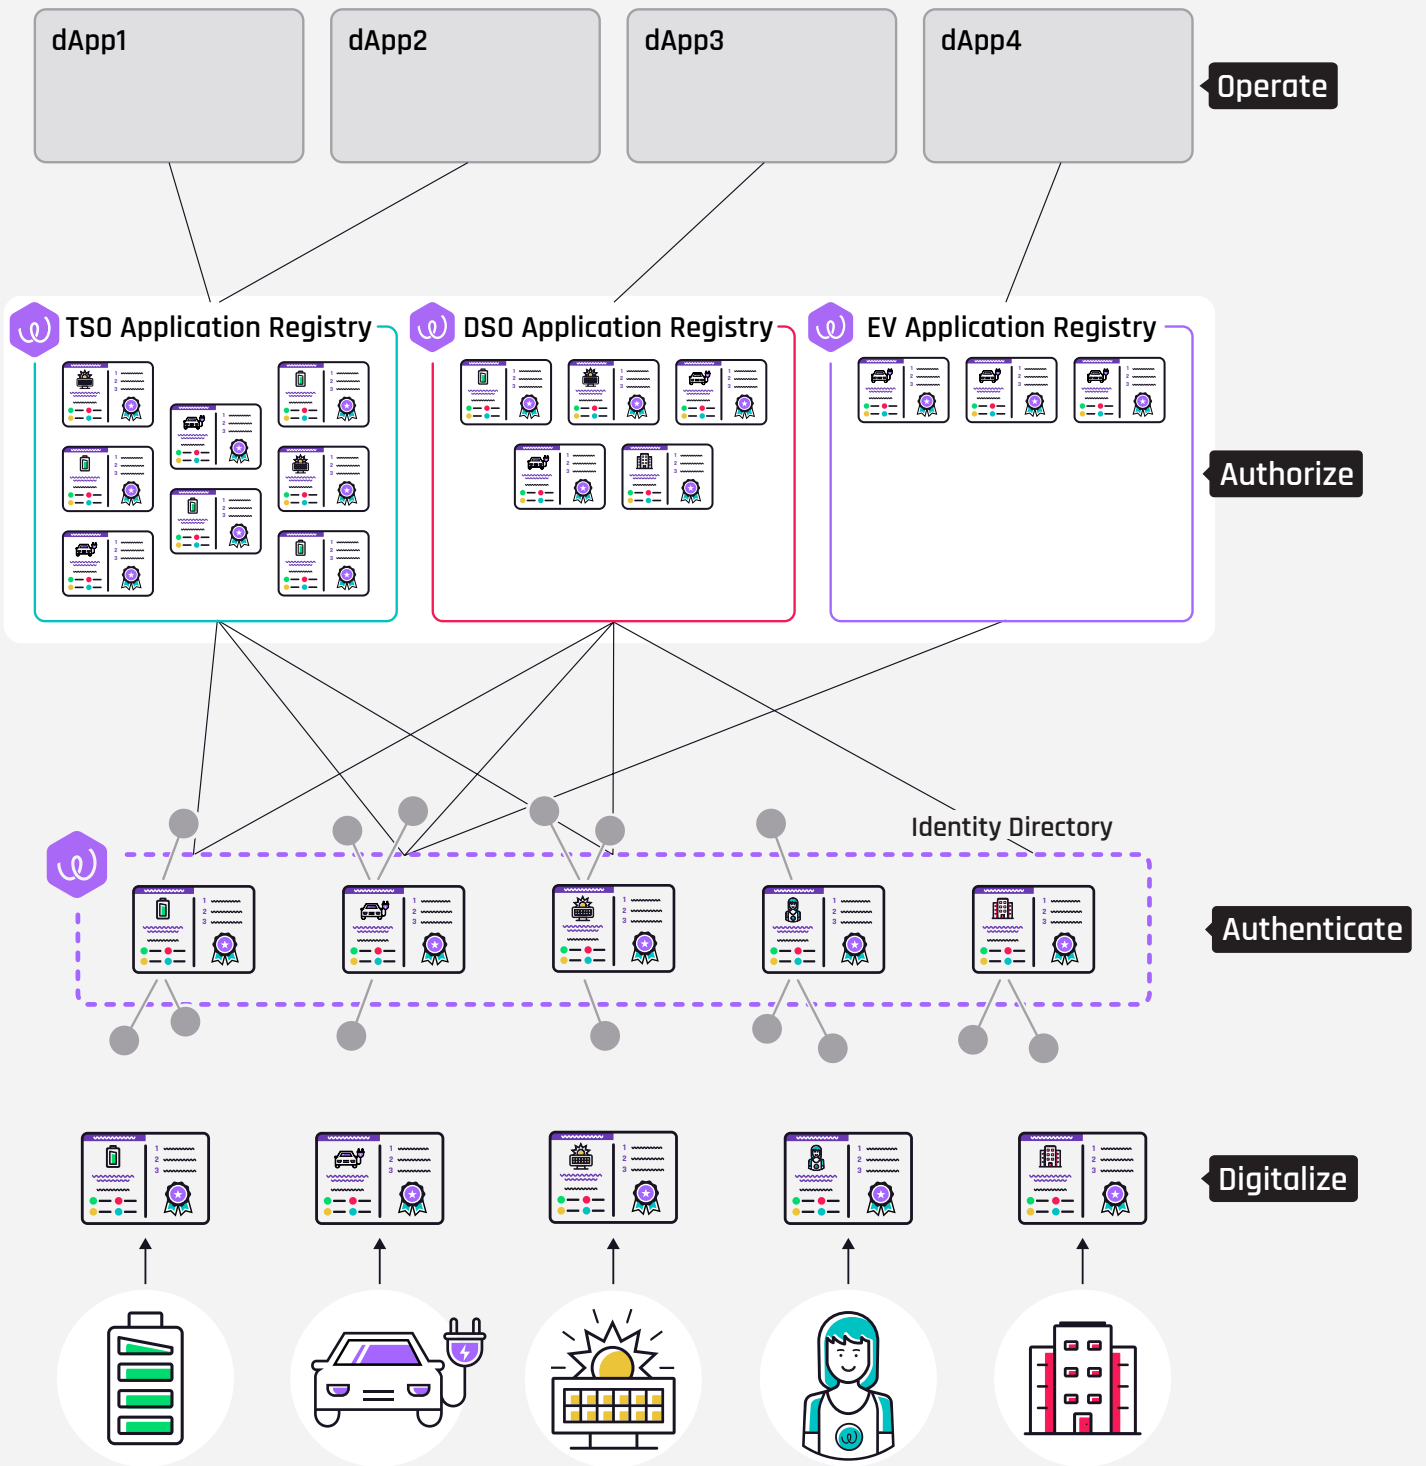 dApp1
dApp2
dApp3
dApp4
Operate
TSO Application Registry
DSO Application Registry
EV Application Registry
Authorize
Identity Directory
Authenticate
Digitalize